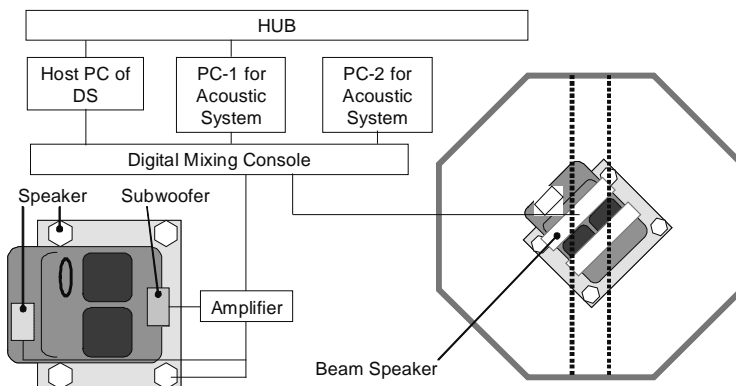 HUB
Host PC of
DS
PC-1 for
Acoustic
System
PC-2 for
Acoustic
System
Digital Mixing Console
Speaker
Subwoofer
Amplifier
Beam Speaker